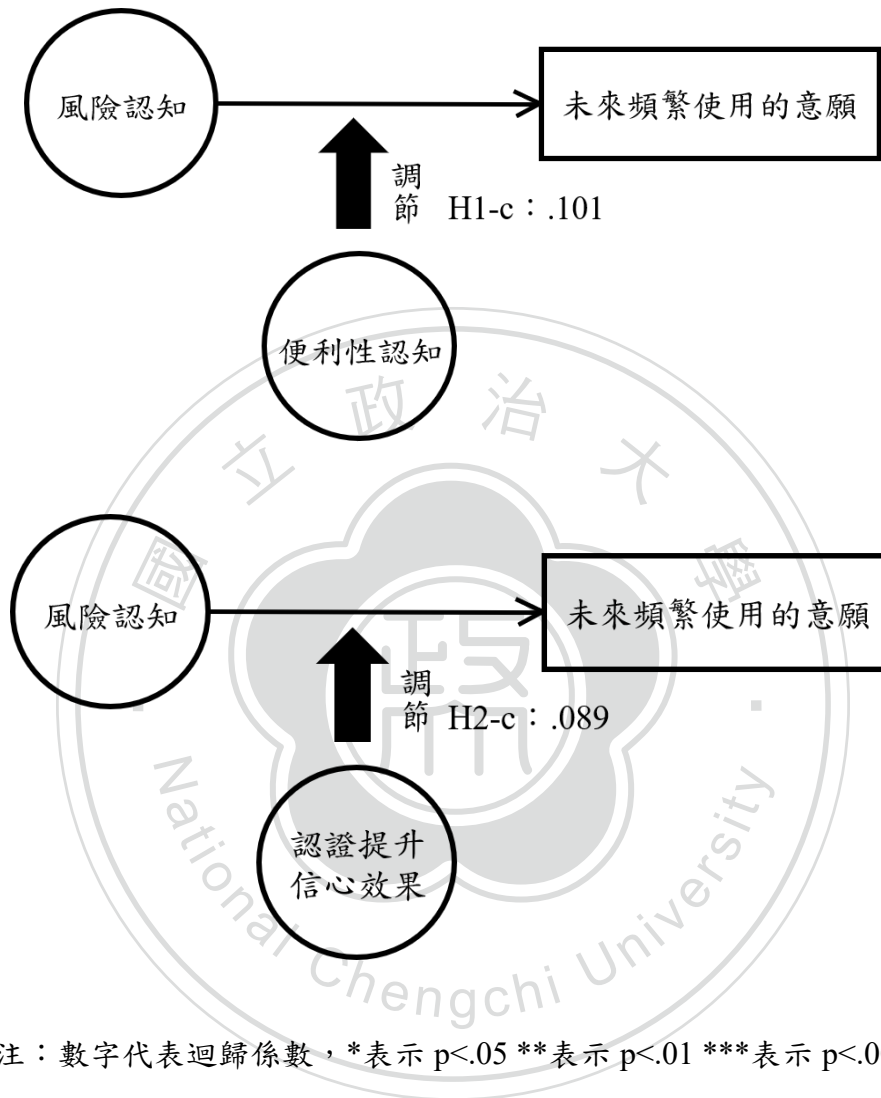 風險認知
未來頻繁使用的意願
調節
H1-c：.101
便利性認知
風險認知
未來頻繁使用的意願
調節
H2-c：.089
認證提升
信心效果
國立政治大學
National Chengchi University
注：數字代表迴歸係數，*表示 p<.05 **表示 p<.01 ***表示 p<.0